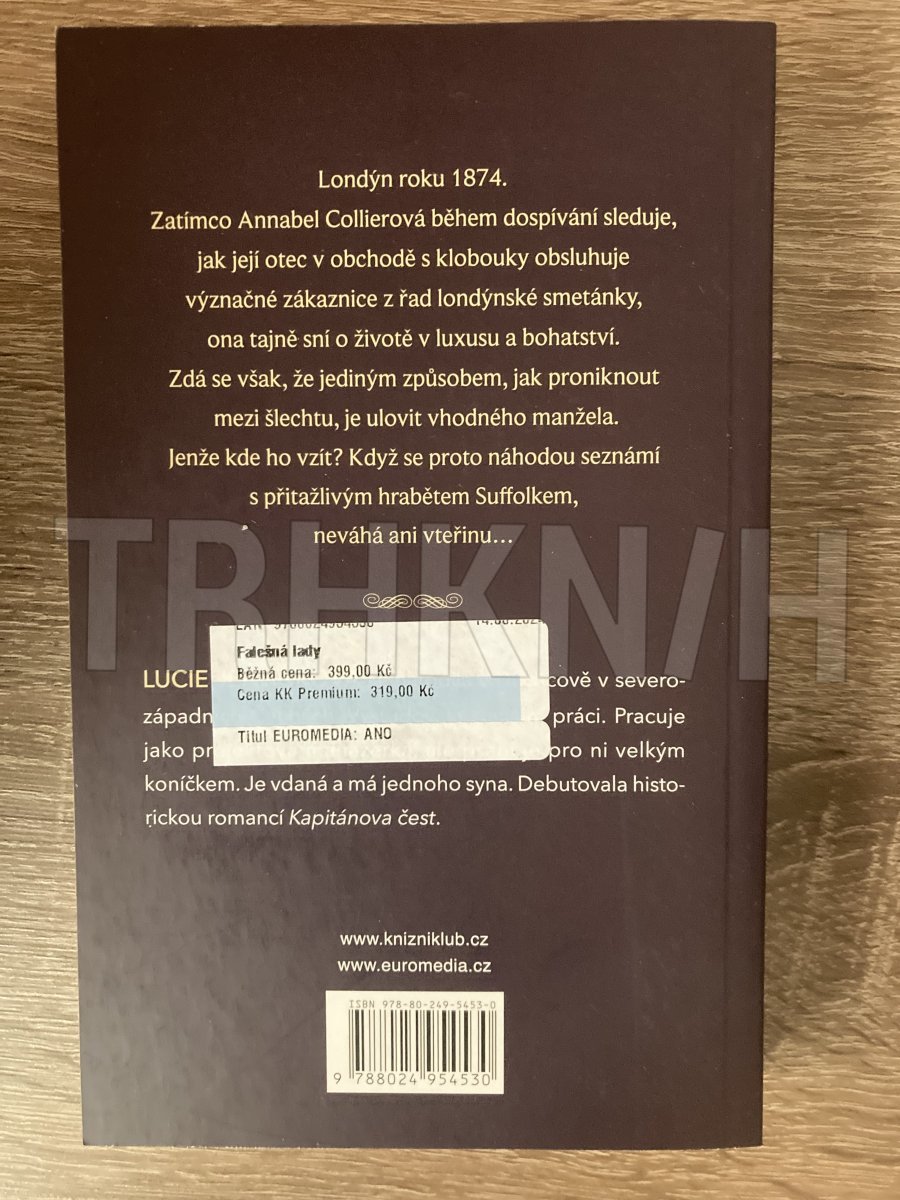 Londýn roku 1874.
Zatímco Annabel Collierová během dospívání sleduje,
jak její otec v obchodě s klobouky obsluhuje
význačné zákaznice z řad londýnské smetánky,
ona tajně sní o životě v luxusu a bohatství.
Zdá se však, že jediným způsobem, jak proniknout
mezi šlechtu, je ulovit vhodného manžela.
Jenže kde ho vzít? Když se proto náhodou seznámí
s přitažlivým hrabětem Suffolkem,
neváhá ani vteřinu...
TRHKNIH
Falešná lady
Běžná cena: 399,00 Kč
Cena KK Premium: 319,00 Kč
Titul EUROMEDIA: ANO
LUCIE cově v severo-
západn práci. Pracuje
jako pro ni velkým
koníčkem. Je vdaná a má jednoho syna. Debutovala histo-
rickou romancí Kapitánova čest.
www.knizniklub.cz
www.euromedia.cz
ISBN 978-80-249-5453-0
9 788024 954530